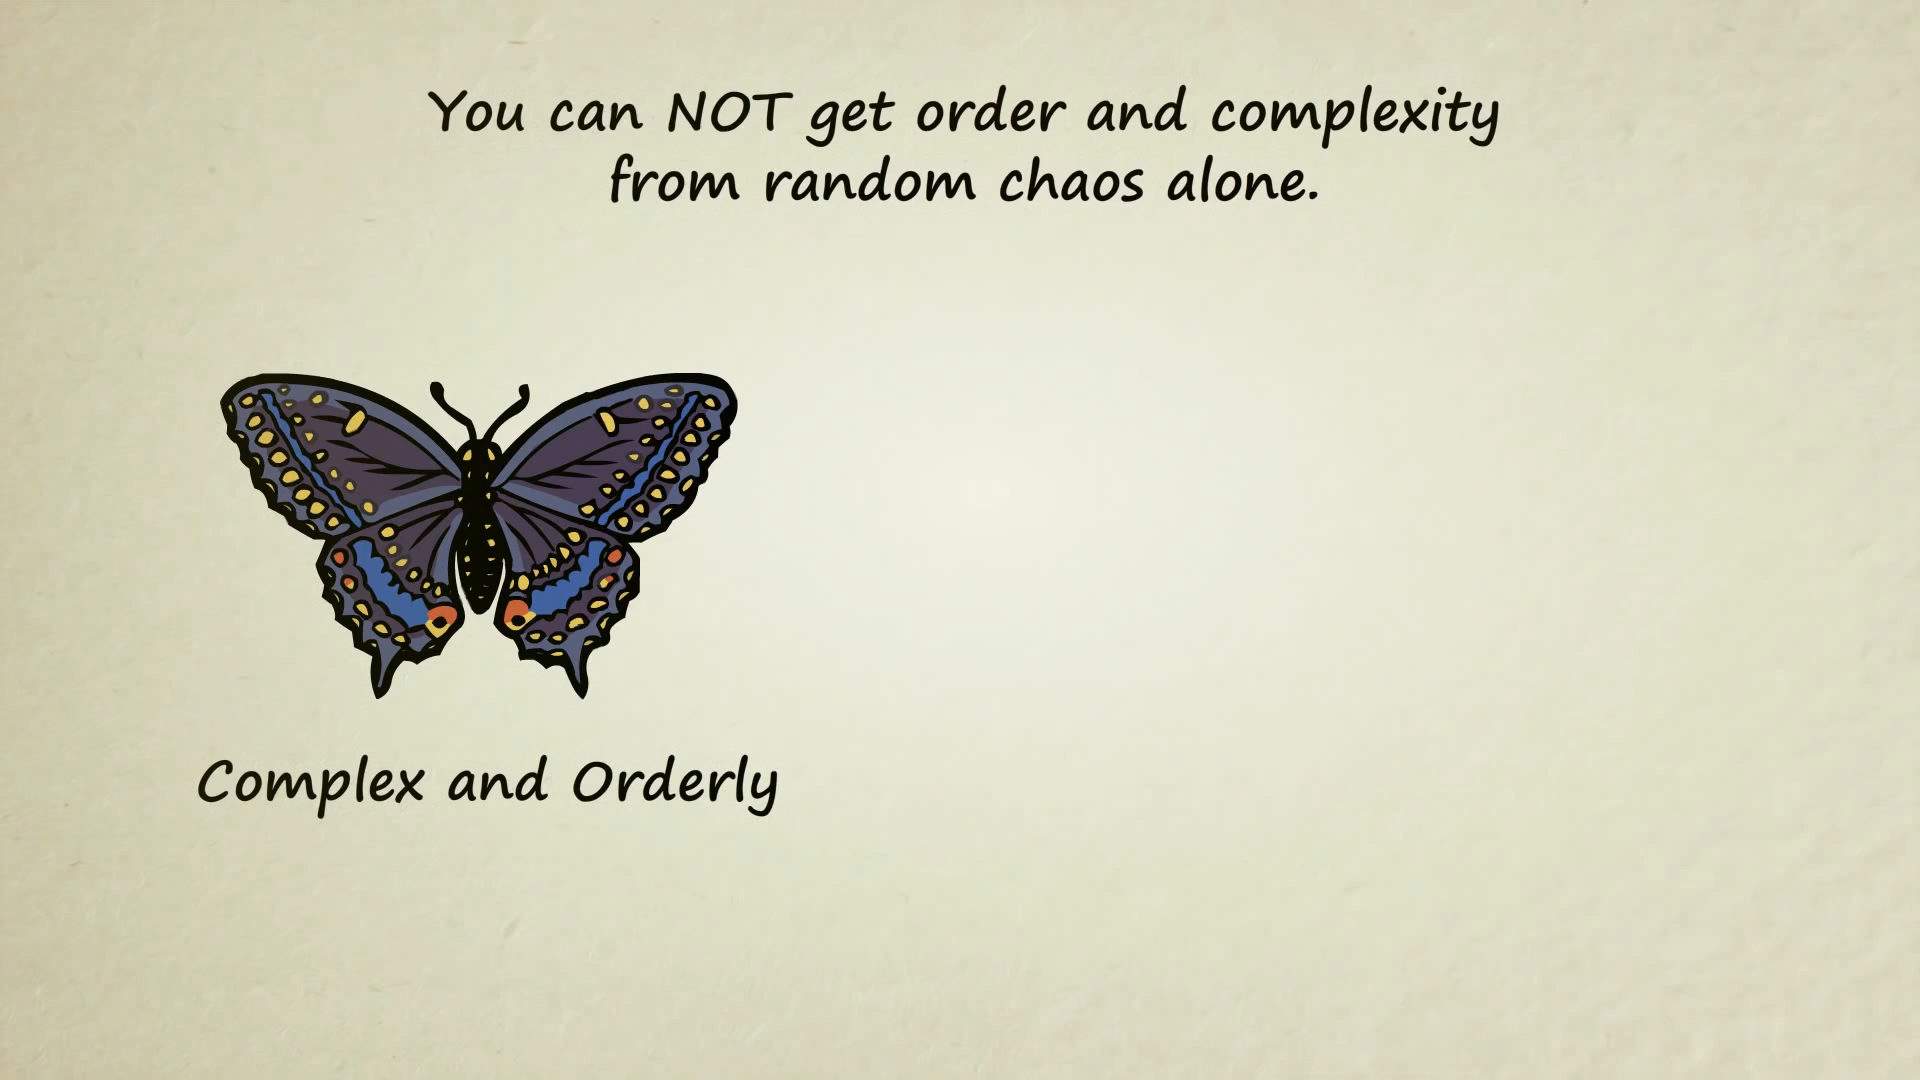 You can NOT get order and complexity
from random chaos alone.
Complex and Orderly